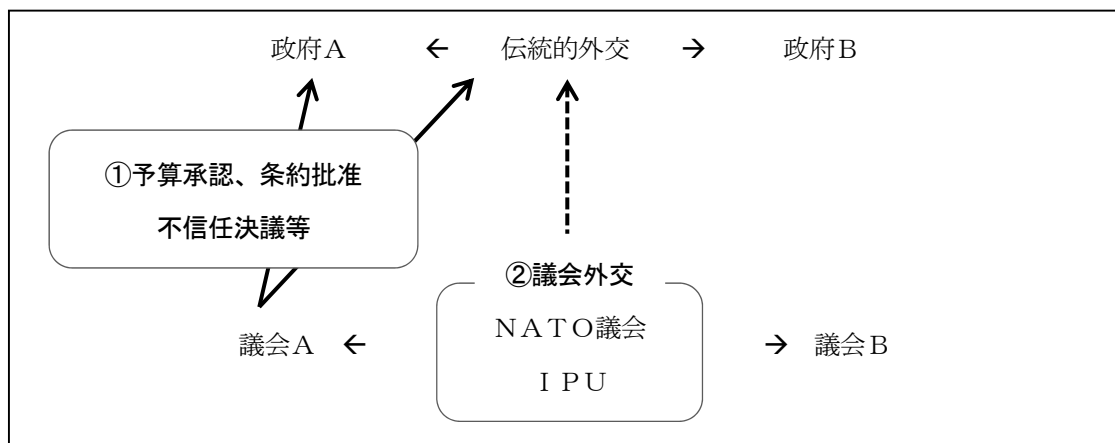 政府A ← 伝統的外交 → 政府B
①予算承認、条約批准
不信任決議等
②議会外交
NATO議会
議会A ← → 議会B
IPU